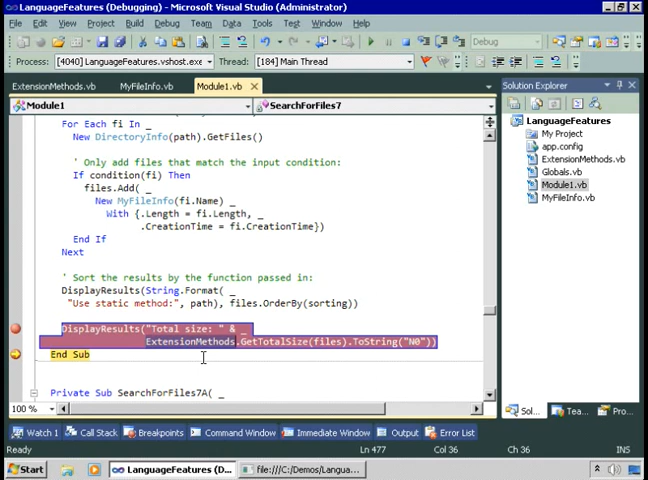 LanguageFeatures (Debugging) - Microsoft Visual Studio (Administrator)
File Edit View Project Build Debug Team Data Tools Test Window Help
Debug
Process: [4040] LanguageFeatures.vshost.exe Thread: [184] Main Thread
ExtensionMethods.vb MyFileInfo.vb Module1.vb
Solution Explorer
Module1 SearchForFiles7
For Each fi In _
New DirectoryInfo(path).GetFiles()
' Only add files that match the input condition:
If condition(fi) Then
files.Add( _
New MyFileInfo(fi.Name) _
With {.Length = fi.Length, _
.CreationTime = fi.CreationTime})
End If
Next
' Sort the results by the function passed in:
DisplayResults(String.Format( _
"Use static method:", path), files.OrderBy(sorting))
DisplayResults("Total size: " & _
ExtensionMethods.GetTotalSize(files).ToString("N0"))
End Sub
Private Sub SearchForFiles7A( _
LanguageFeatures
My Project
app.config
ExtensionMethods.vb
Globals.vb
Module1.vb
MyFileInfo.vb
100 %
Sol... Tea... Pro...
Watch 1 Call Stack Breakpoints Command Window Immediate Window Output Error List
Ready Ln 477 Col 36 Ch 36 INS
Start LanguageFeatures (D... file:///C:/Demos/Langua...